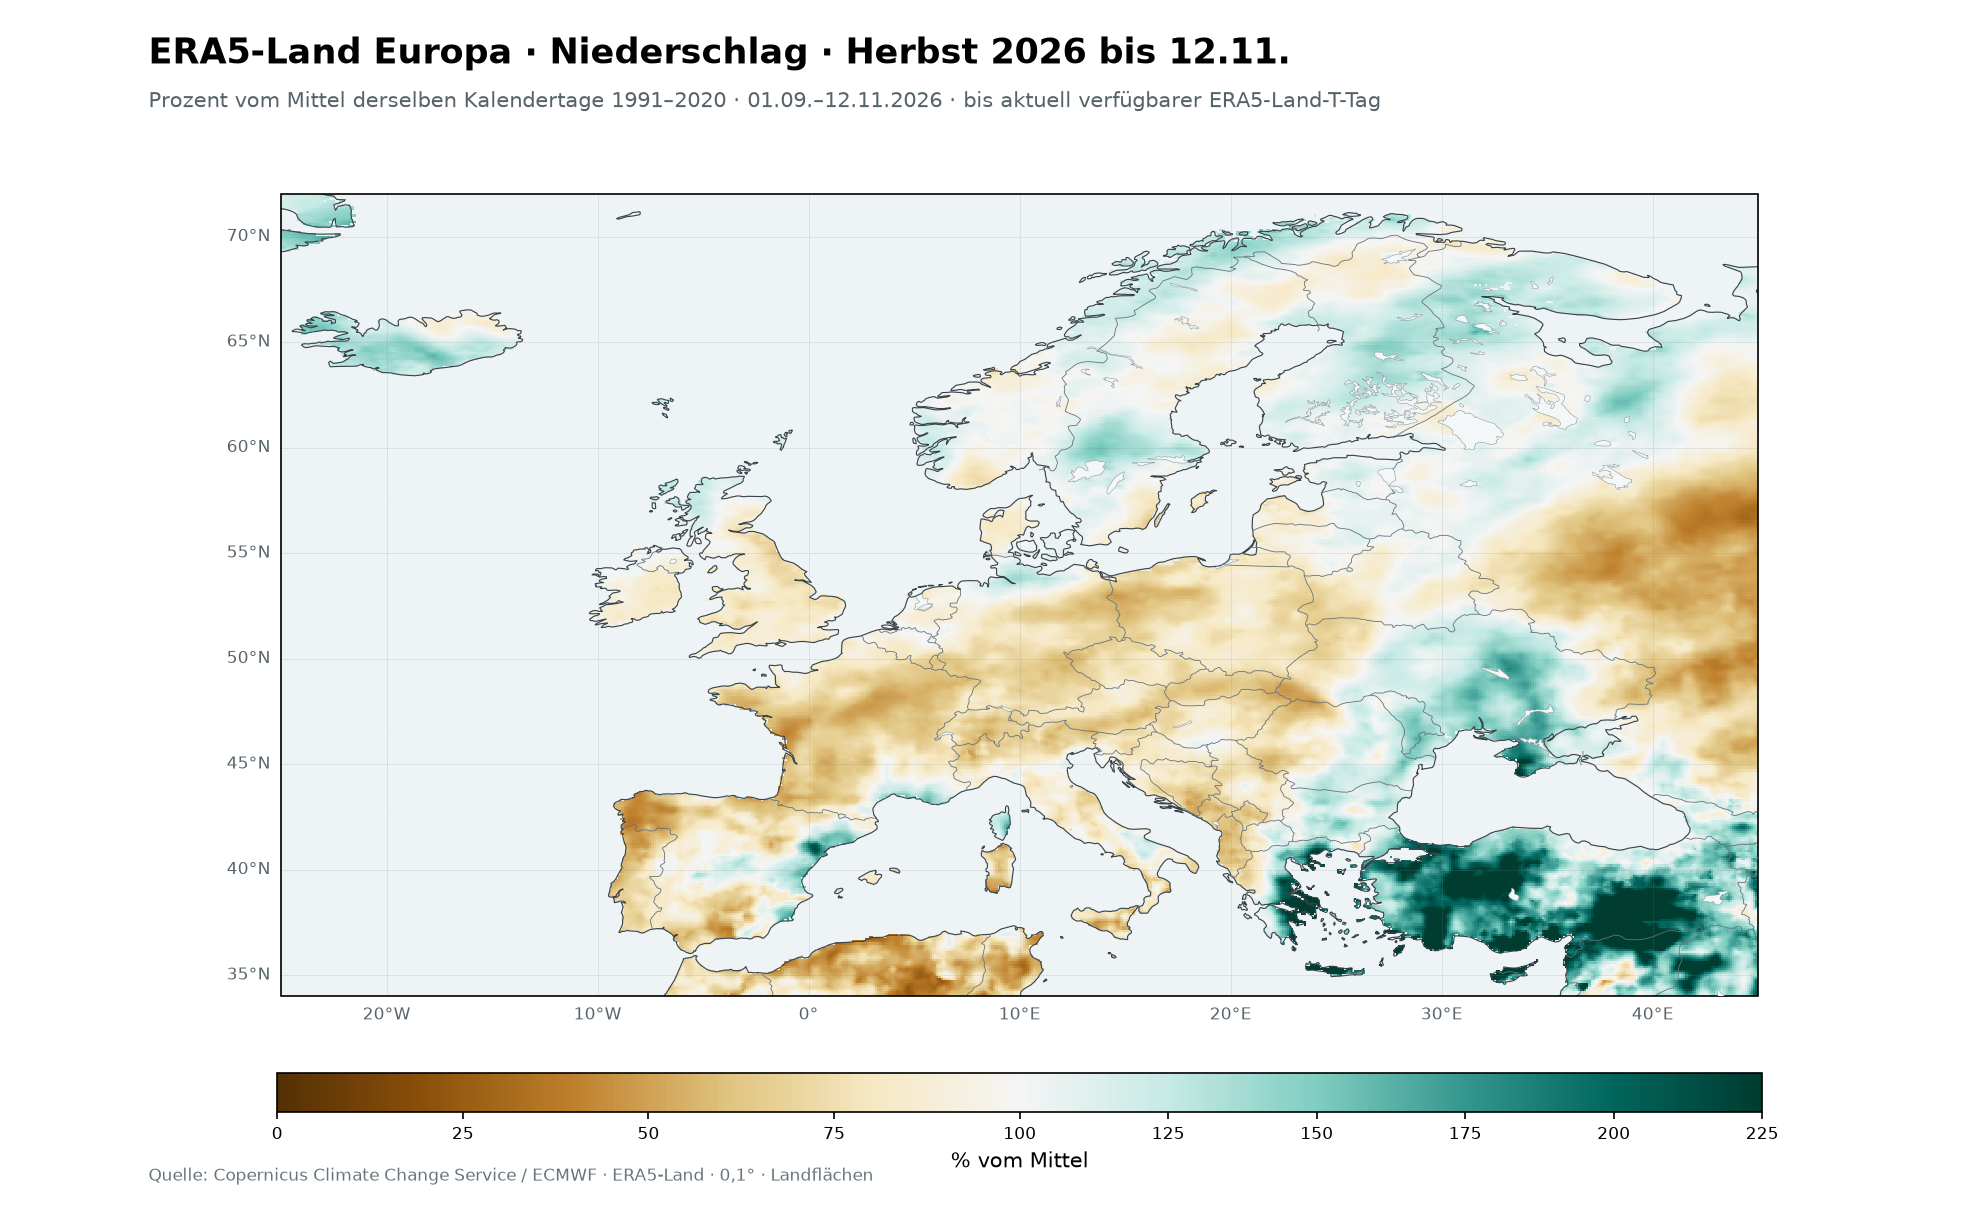 ERA5-Land Europa · Niederschlag · Herbst 2026 bis 12.11.
Prozent vom Mittel derselben Kalendertage 1991–2020 · 01.09.–12.11.2026 · bis aktuell verfügbarer ERA5-Land-T-Tag
70°N
65°N
60°N
55°N
50°N
45°N
40°N
35°N
20°W 10°W 0° 10°E 20°E 30°E 40°E
0 25 50 75 100 125 150 175 200 225
% vom Mittel
Quelle: Copernicus Climate Change Service / ECMWF · ERA5-Land · 0,1° · Landflächen